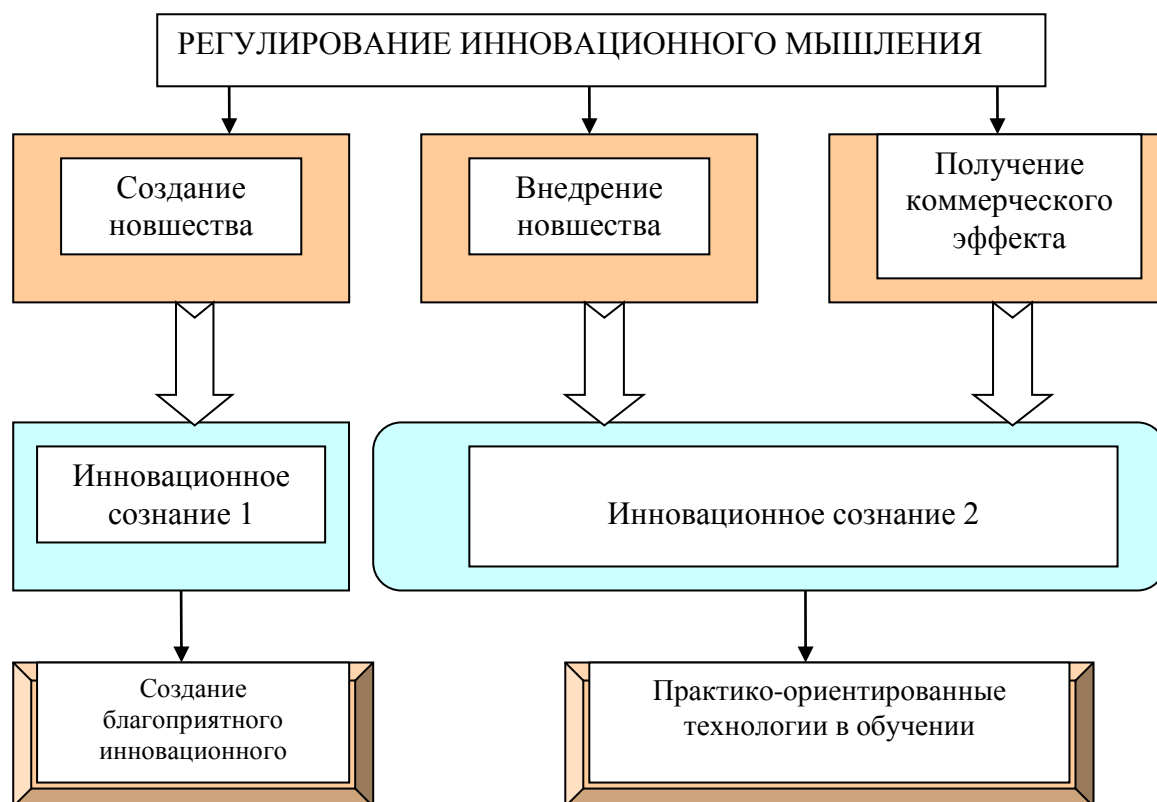 РЕГУЛИРОВАНИЕ ИННОВАЦИОННОГО МЫШЛЕНИЯ
Создание
новшества
Внедрение
новшества
Получение
коммерческого
эффекта
Инновационное
сознание 1
Инновационное сознание 2
Создание
благоприятного
инновационного
Практико-ориентированные
технологии в обучении